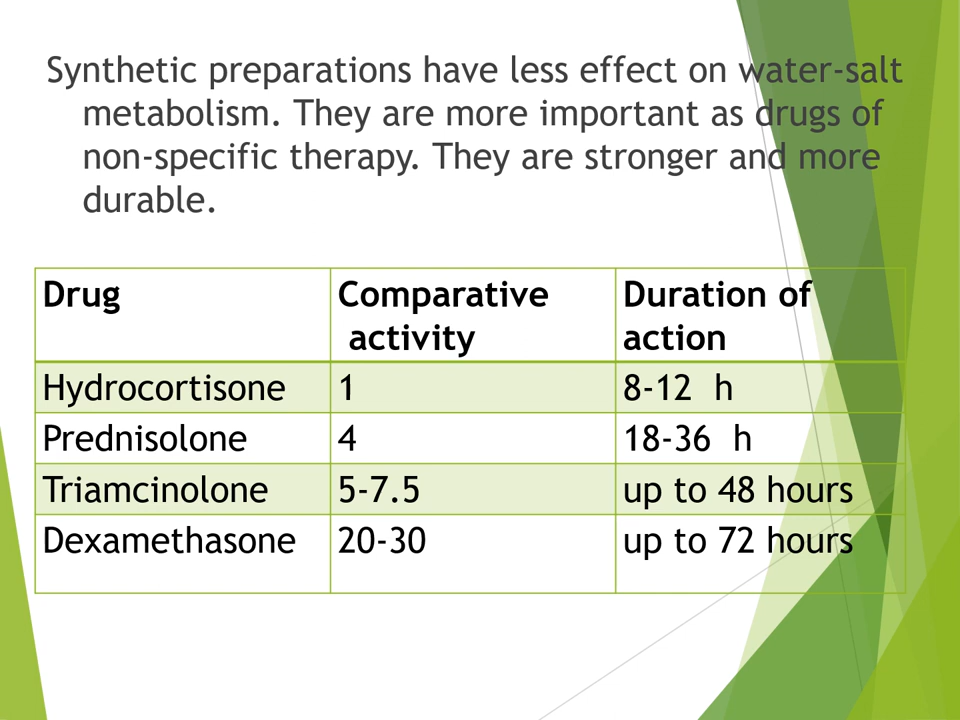 Synthetic preparations have less effect on water-salt
metabolism. They are more important as drugs of
non-specific therapy. They are stronger and more
durable.
Drug Comparative activity Duration of action
Hydrocortisone 1 8-12 h
Prednisolone 4 18-36 h
Triamcinolone 5-7.5 up to 48 hours
Dexamethasone 20-30 up to 72 hours